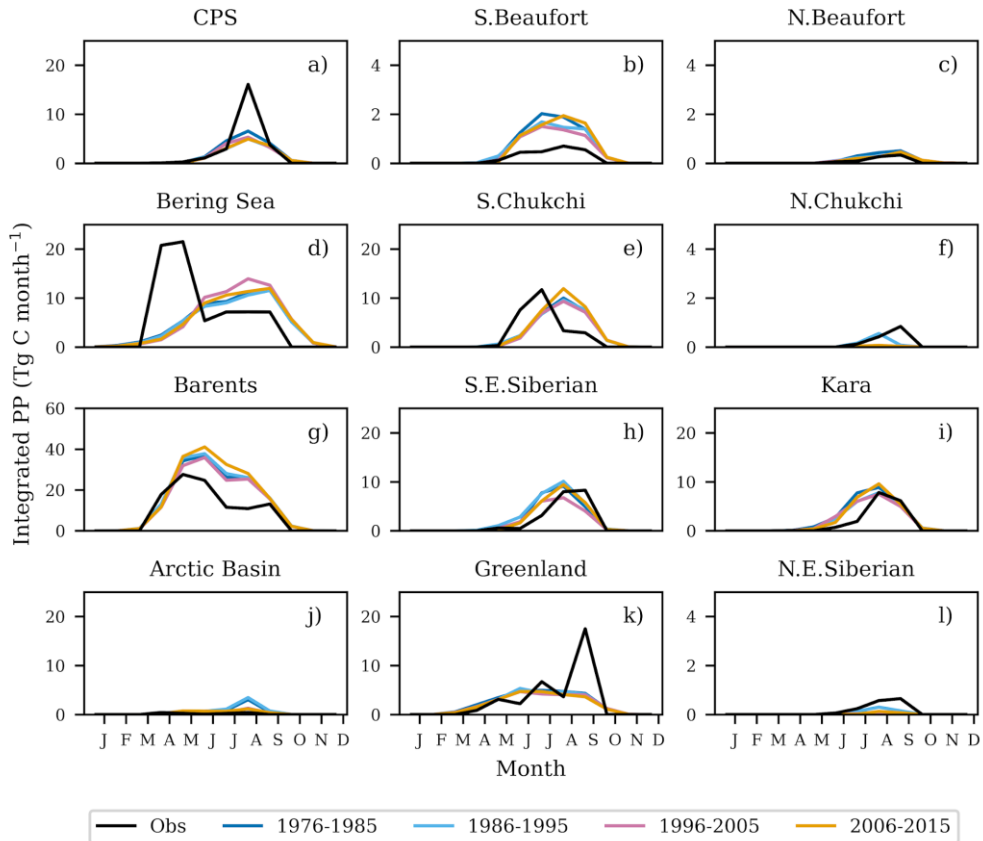 CPS S.Beaufort N.Beaufort
20 10 0 a) 4 2 0 b) 4 2 0 c)
Bering Sea S.Chukchi N.Chukchi
20 10 0 d) 20 10 0 e) 4 2 0 f)
Barents S.E.Siberian Kara
60 40 20 0 g) 20 10 0 h) 20 10 0 i)
Arctic Basin Greenland N.E.Siberian
20 10 0 j) 20 10 0 k) 4 2 0 l)
J F M A M J J A S O N D J F M A M J J A S O N D J F M A M J J A S O N D
Integrated PP (Tg C month⁻¹)
Month
Obs 1976-1985 1986-1995 1996-2005 2006-2015